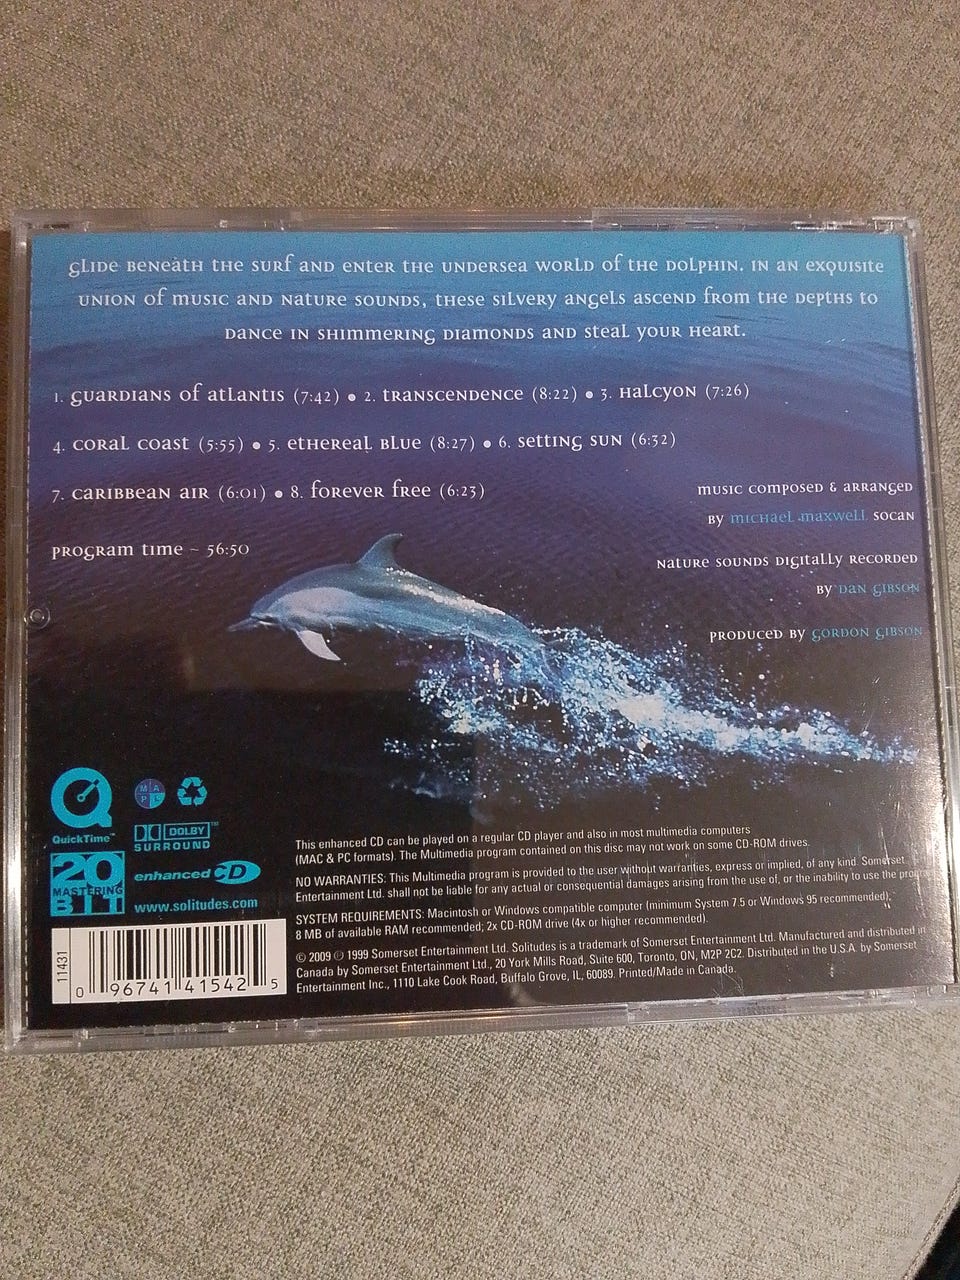 Glide beneath the surf and enter the undersea world of the dolphin. In an exquisite
union of music and nature sounds, these silvery angels ascend from the depths to
dance in shimmering diamonds and steal your heart.
1. Guardians of Atlantis (7:42) • 2. Transcendence (8:22) • 3. Halcyon (7:26)
4. Coral Coast (5:55) • 5. Ethereal Blue (8:27) • 6. Setting Sun (6:32)
7. Caribbean Air (6:01) • 8. Forever Free (6:23)
Program time ~ 56:50
Music composed & arranged
by Michael Maxwell SOCAN
Nature sounds digitally recorded
by Dan Gibson
Produced by Gordon Gibson
QuickTime™
MAPL
DOLBY™
SURROUND
20
MASTERING
BIT
enhanced CD
www.solitudes.com
This enhanced CD can be played on a regular CD player and also in most multimedia computers
(MAC & PC formats). The Multimedia program contained on this disc may not work on some CD-ROM drives.
NO WARRANTIES: This Multimedia program is provided to the user without warranties, express or implied, of any kind. Somerset
Entertainment Ltd. shall not be liable for any actual or consequential damages arising from the use of, or the inability to use the program.
SYSTEM REQUIREMENTS: Macintosh or Windows compatible computer (minimum System 7.5 or Windows 95 recommended),
8 MB of available RAM recommended; 2x CD-ROM drive (4x or higher recommended).
© 2009 ℗ 1999 Somerset Entertainment Ltd. Solitudes is a trademark of Somerset Entertainment Ltd. Manufactured and distributed in
Canada by Somerset Entertainment Ltd., 20 York Mills Road, Suite 600, Toronto, ON, M2P 2C2. Distributed in the U.S.A. by Somerset
Entertainment Inc., 1110 Lake Cook Road, Buffalo Grove, IL, 60089. Printed/Made in Canada.
11431
0 96741 41542 5